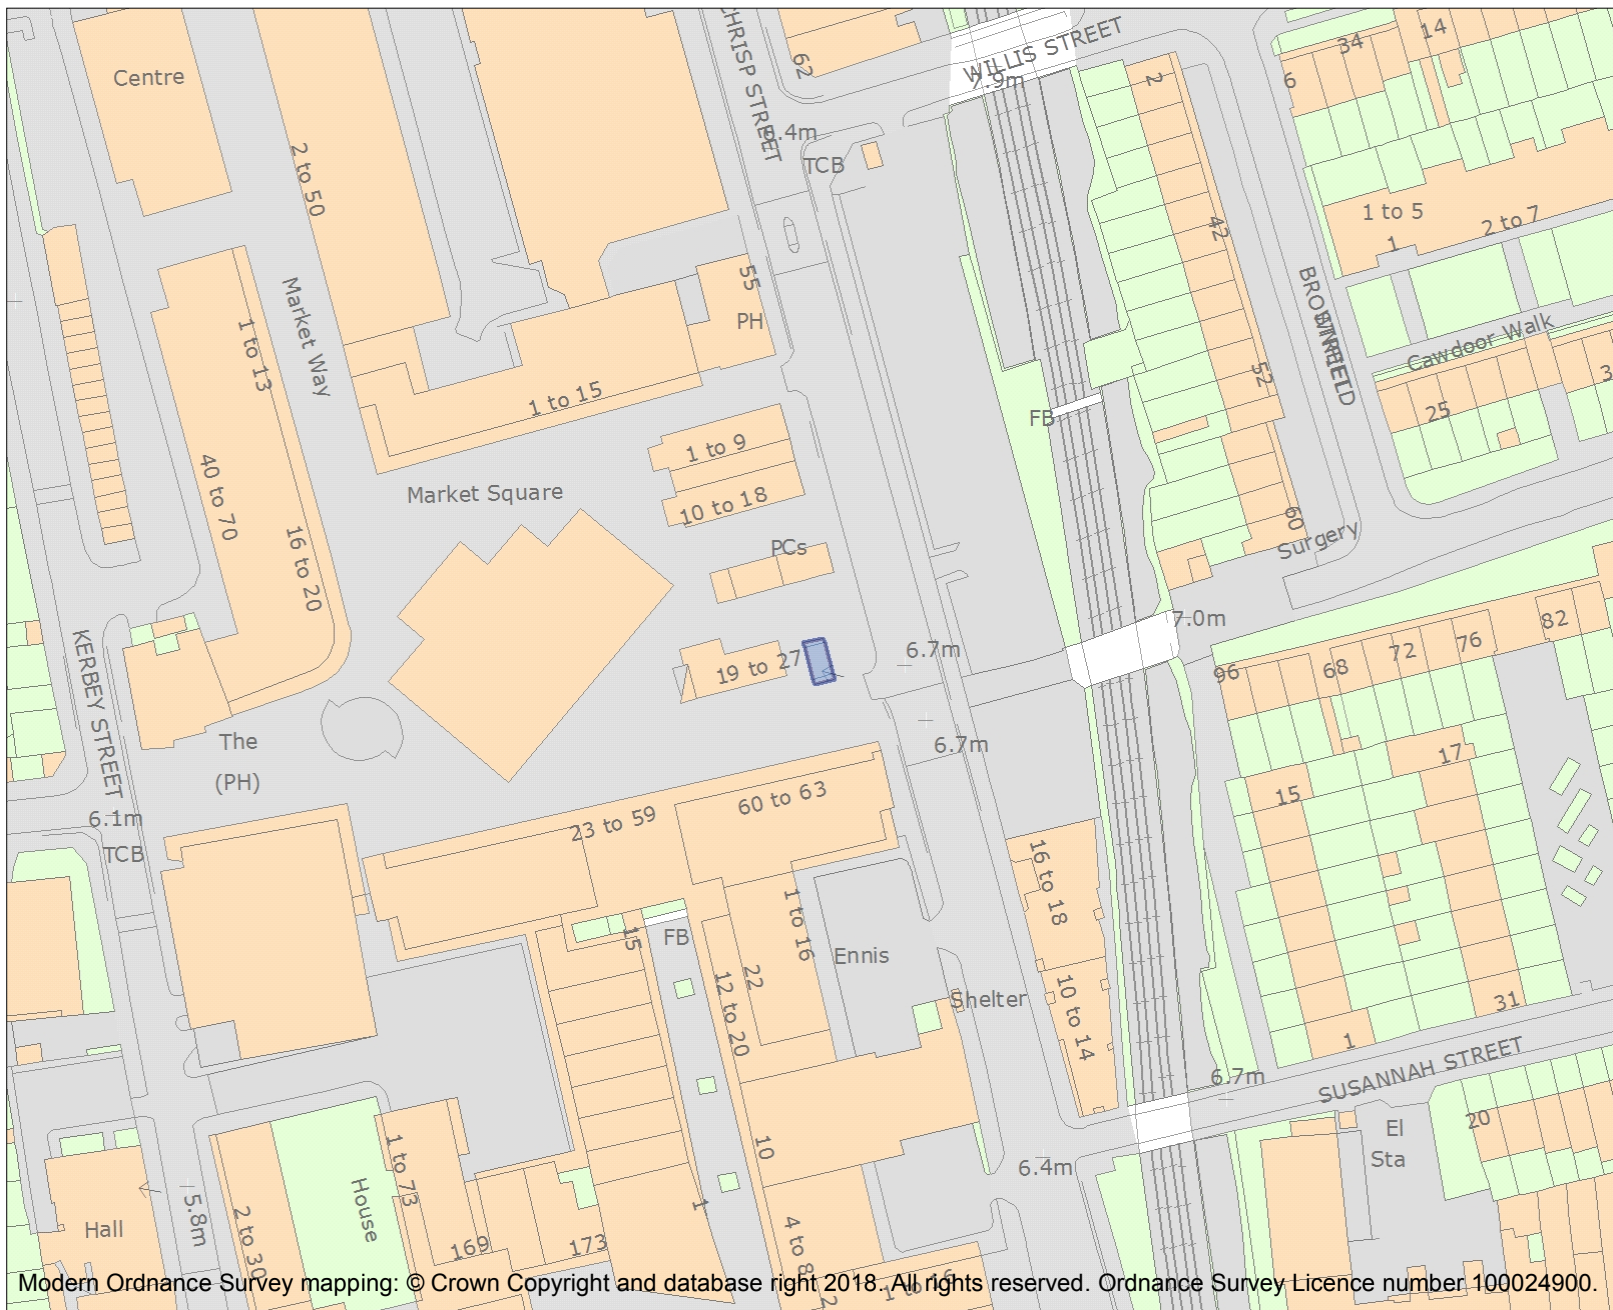 Centre
2 to 50
CHRISP STREET
62
WILLIS STREET
7.9m
6.4m
TCB
2
6
34
14
42
1 to 5
1
2 to 7
55
PH
Market Way
1 to 13
BROWNFIELD
STREET
Cawdoor Walk
52
25
3
FB
1 to 15
1 to 9
10 to 18
Market Square
40 to 70
16 to 20
PCs
60
Surgery
7.0m
KERBEY STREET
19 to 27
6.7m
96
68
72
76
82
The
(PH)
6.7m
17
15
6.1m
TCB
23 to 59
60 to 63
16 to 18
1 to 16
15
FB
22
Ennis
12 to 20
Shelter
10 to 14
31
1
SUSANNAH STREET
6.7m
20
El
Sta
10
6.4m
1 to 73
House
5.8m
Hall
2 to 30
169
173
1
4 to 8
2
Modern Ordnance Survey mapping: © Crown Copyright and database right 2018. All rights reserved. Ordnance Survey Licence number 100024900.